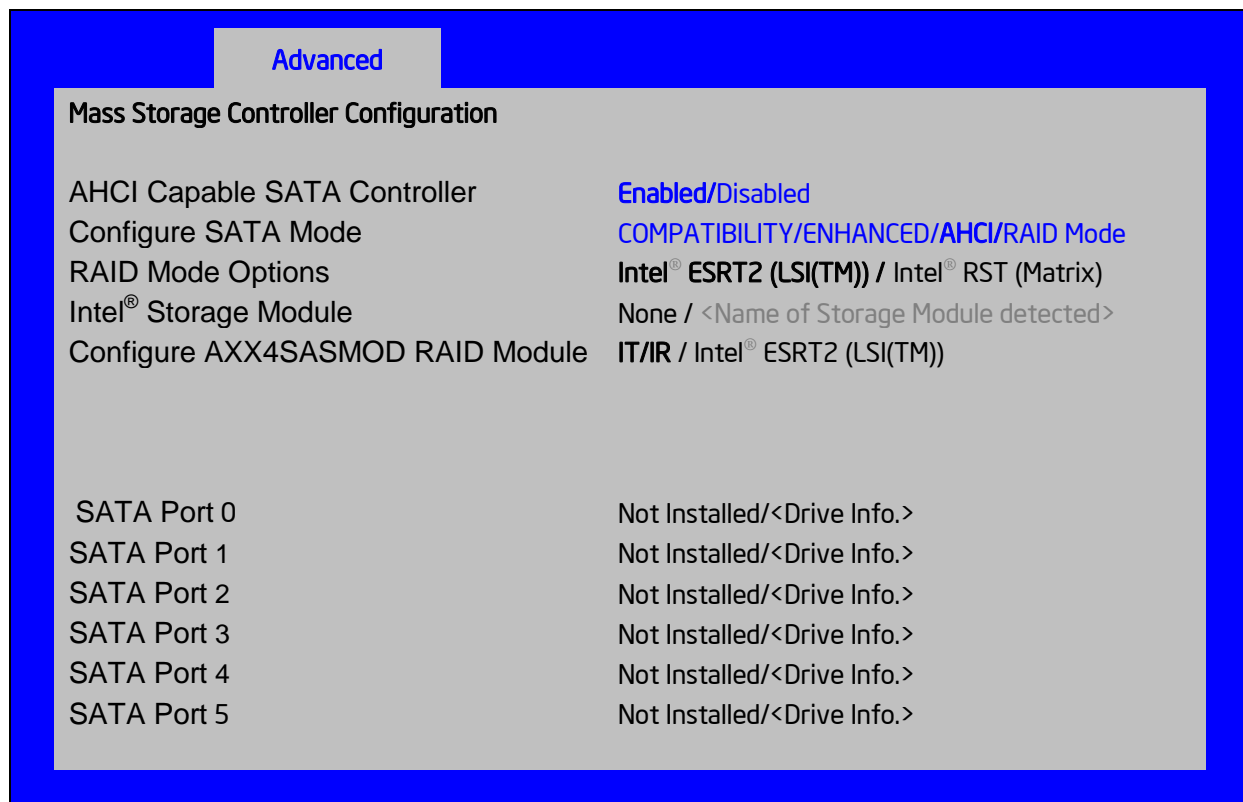 Advanced
Mass Storage Controller Configuration
AHCI Capable SATA Controller Enabled/Disabled
Configure SATA Mode COMPATIBILITY/ENHANCED/AHCI/RAID Mode
RAID Mode Options Intel® ESRT2 (LSI(TM)) / Intel® RST (Matrix)
Intel® Storage Module None / <Name of Storage Module detected>
Configure AXX4SASMOD RAID Module IT/IR / Intel® ESRT2 (LSI(TM))
SATA Port 0 Not Installed/<Drive Info.>
SATA Port 1 Not Installed/<Drive Info.>
SATA Port 2 Not Installed/<Drive Info.>
SATA Port 3 Not Installed/<Drive Info.>
SATA Port 4 Not Installed/<Drive Info.>
SATA Port 5 Not Installed/<Drive Info.>